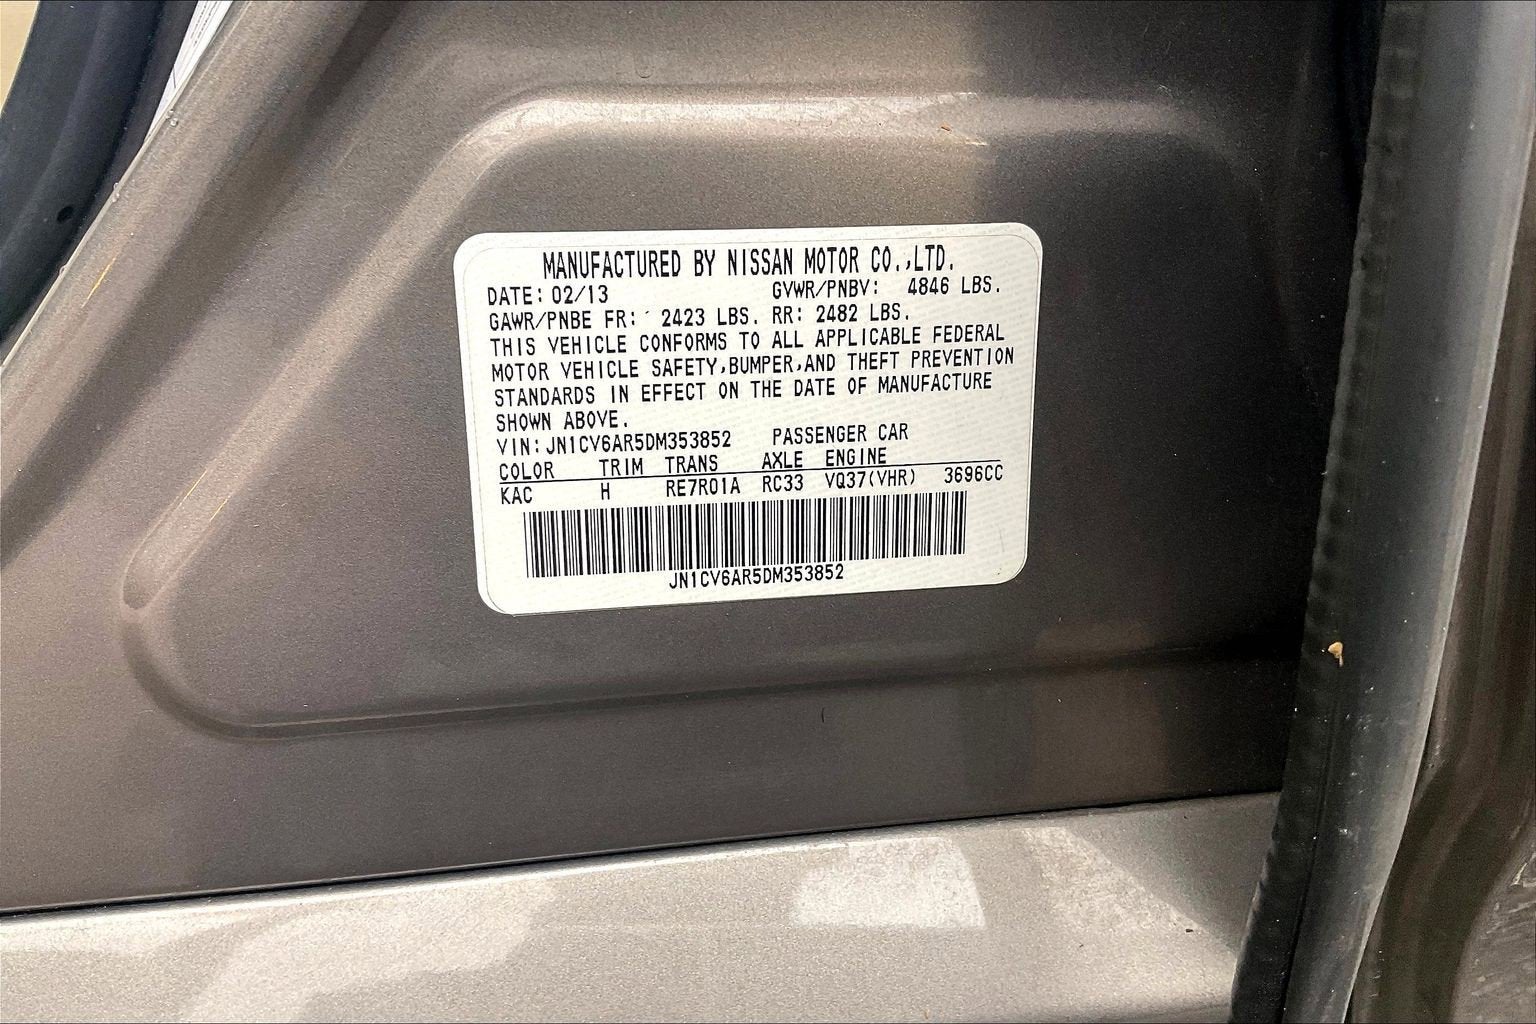 MANUFACTURED BY NISSAN MOTOR CO.,LTD.
DATE: 02/13 GVWR/PNBV: 4846 LBS.
GAWR/PNBE FR: 2423 LBS. RR: 2482 LBS.
THIS VEHICLE CONFORMS TO ALL APPLICABLE FEDERAL
MOTOR VEHICLE SAFETY,BUMPER,AND THEFT PREVENTION
STANDARDS IN EFFECT ON THE DATE OF MANUFACTURE
SHOWN ABOVE.
VIN:JN1CV6AR5DM353852 PASSENGER CAR
COLOR TRIM TRANS AXLE ENGINE
KAC H RE7R01A RC33 VQ37(VHR) 3696CC
JN1CV6AR5DM353852